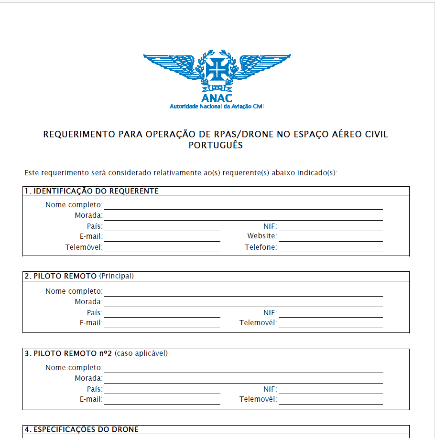 ANAC
Autoridade Nacional da Aviação Civil
REQUERIMENTO PARA OPERAÇÃO DE RPAS/DRONE NO ESPAÇO AÉREO CIVIL
PORTUGUÊS
Este requerimento será considerado relativamente ao(s) requerente(s) abaixo indicado(s):
1. IDENTIFICAÇÃO DO REQUERENTE
Nome completo:
Morada:
País: NIF:
E-mail: Website:
Telemóvel: Telefone:
2. PILOTO REMOTO (Principal)
Nome completo:
Morada:
País: NIF:
E-mail: Telemovél:
3. PILOTO REMOTO nº2 (caso aplicável)
Nome completo:
Morada:
País: NIF:
E-mail: Telemovél:
4. ESPECIFICAÇÕES DO DRONE